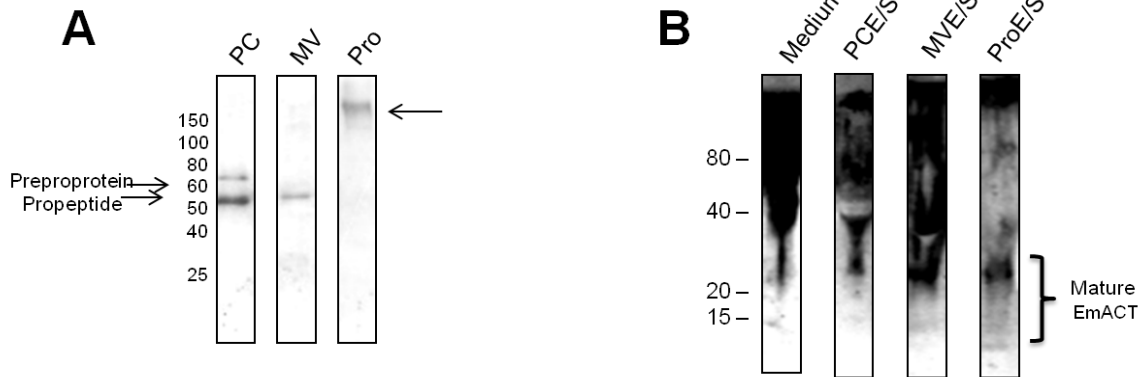 A
PC
MV
Pro
150
100
80
60
50
40
25
Preproprotein
Propeptide
B
Medium
PCE/S
MVE/S
ProE/S
80
40
20
15
Mature
EmACT